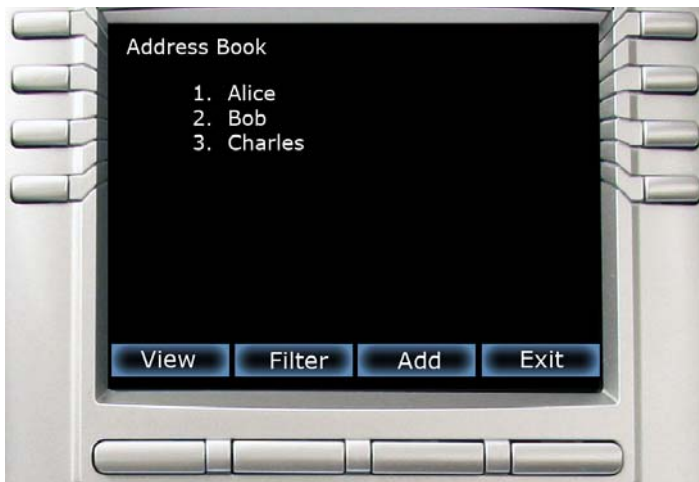 Address Book
1. Alice
2. Bob
3. Charles
View Filter Add Exit